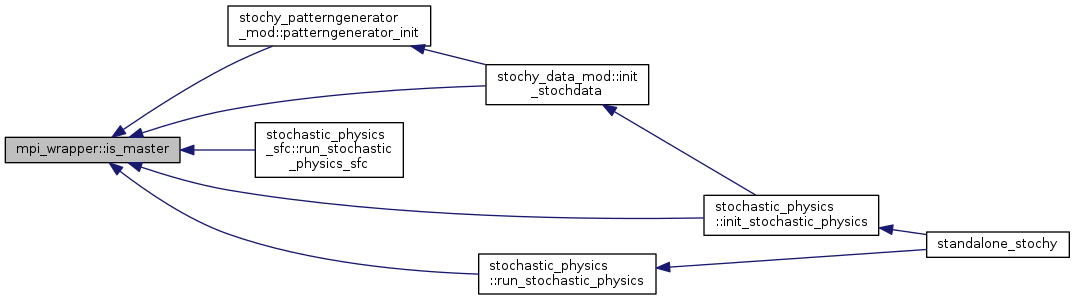 stochy_patterngenerator
_mod::patterngenerator_init
stochy_data_mod::init
_stochdata
mpi_wrapper::is_master
stochastic_physics
_sfc::run_stochastic
_physics_sfc
stochastic_physics
::init_stochastic_physics
standalone_stochy
stochastic_physics
::run_stochastic_physics